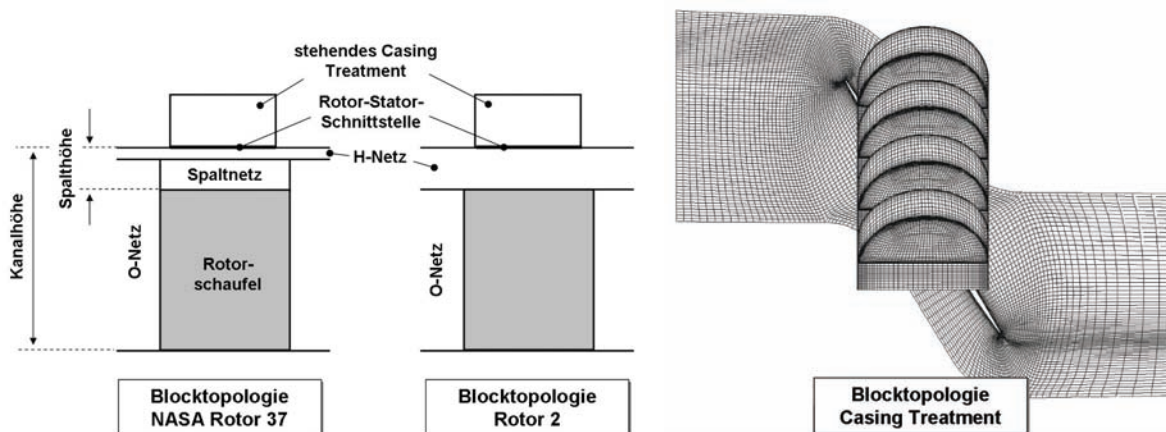 stehendes Casing
Treatment
Rotor-Stator-
Schnittstelle
H-Netz
Spalthöhe
Kanalhöhe
Spaltnetz
O-Netz
Rotor-
schaufel
O-Netz
Blocktopologie
NASA Rotor 37
Blocktopologie
Rotor 2
Blocktopologie
Casing Treatment